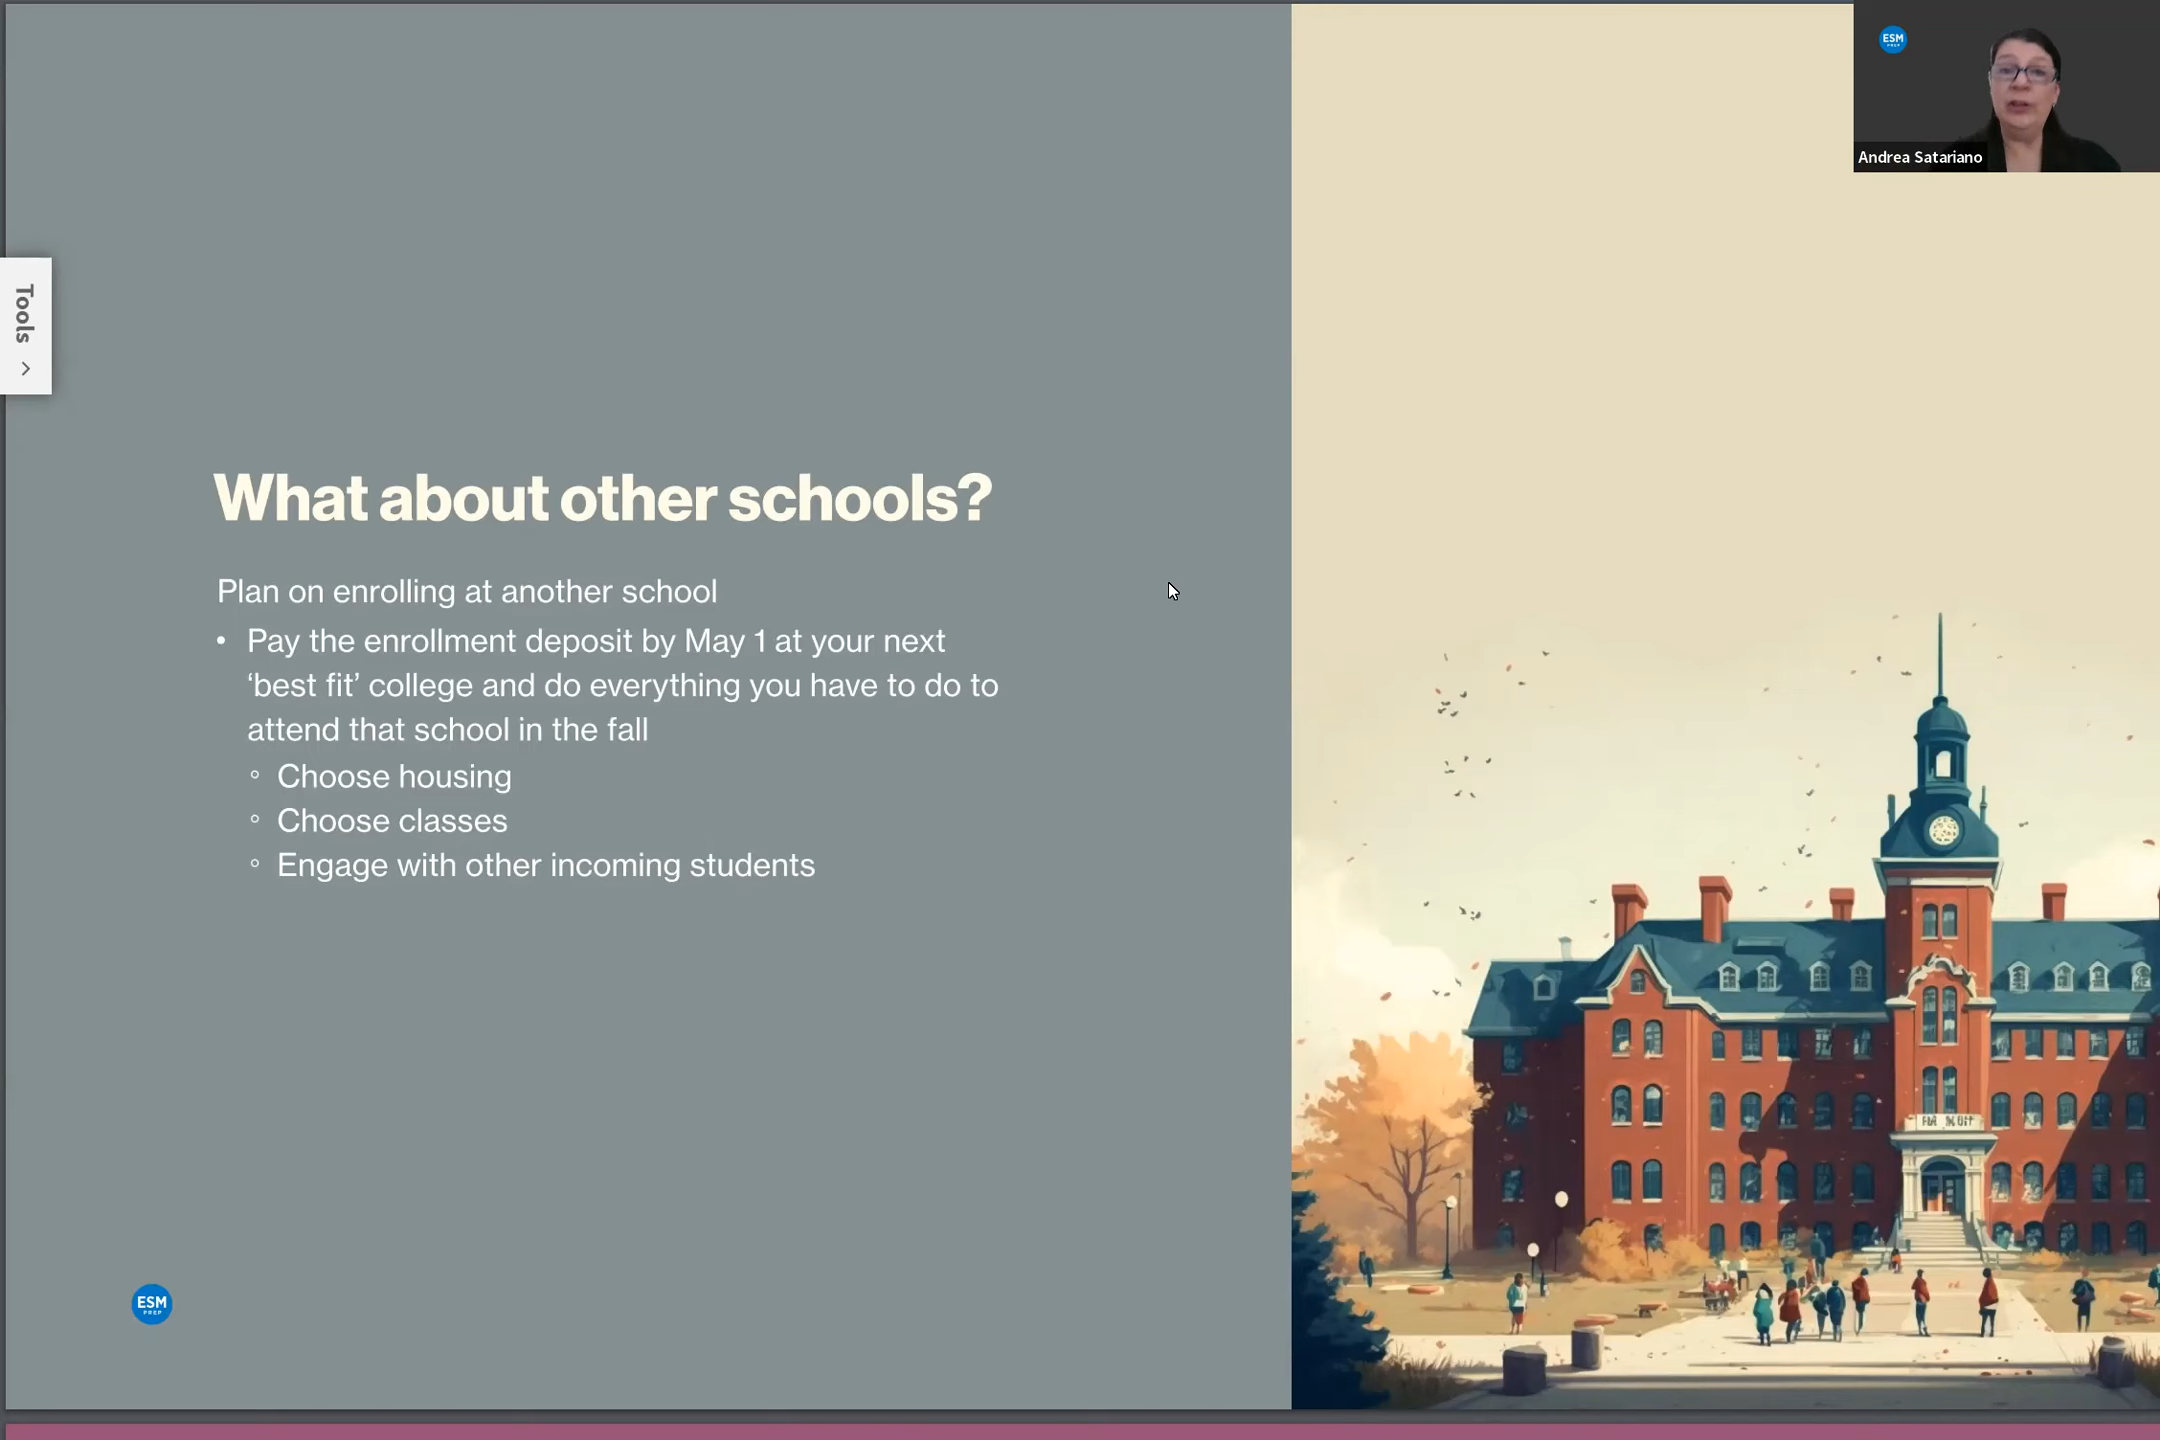 ESM
PREP
Andrea Satariano
Tools
What about other schools?
Plan on enrolling at another school
• Pay the enrollment deposit by May 1 at your next
‘best fit’ college and do everything you have to do to
attend that school in the fall
◦ Choose housing
◦ Choose classes
◦ Engage with other incoming students
ESM
PREP